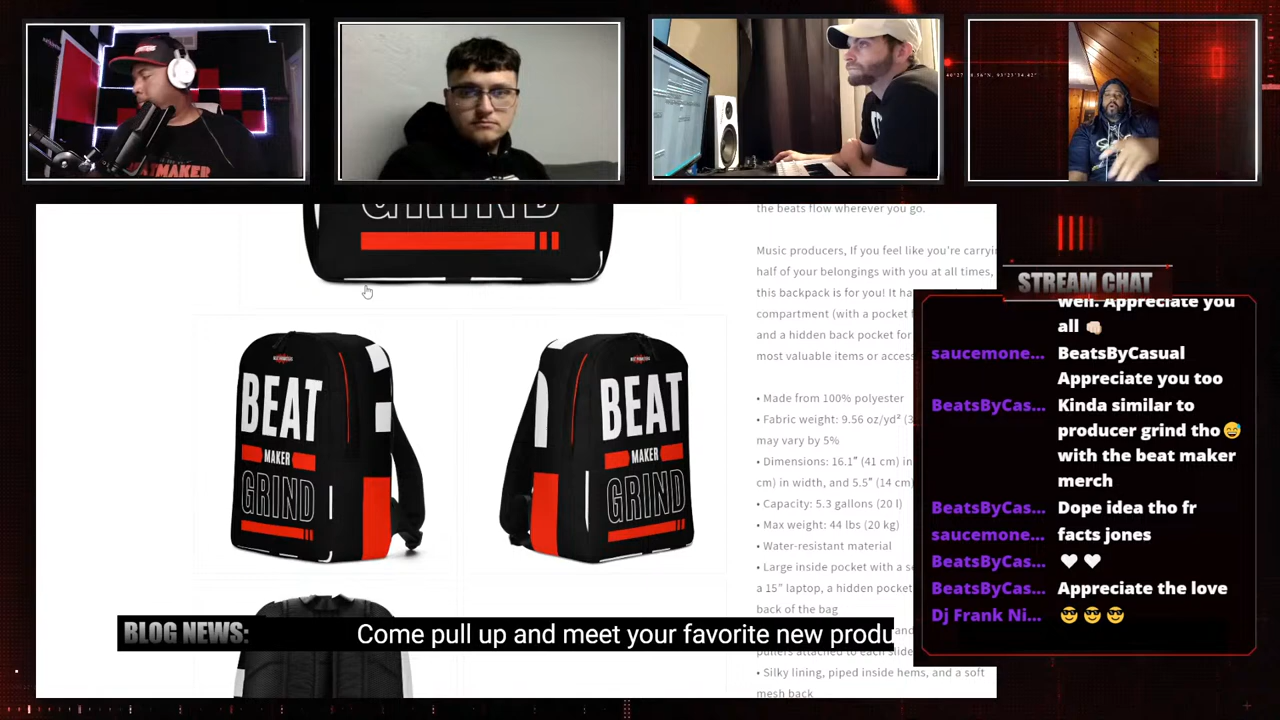 GRIND
BEAT
MAKER
GRIND
BEAT
MAKER
GRIND
the beats flow wherever you go.
Music producers, If you feel like you're carryin
half of your belongings with you at all times,
this backpack is for you! It ha
compartment (with a pocket f
and a hidden back pocket for
most valuable items or access
• Made from 100% polyester
• Fabric weight: 9.56 oz/yd² (3
may vary by 5%
• Dimensions: 16.1″ (41 cm) in
cm) in width, and 5.5″ (14 cm)
• Capacity: 5.3 gallons (20 l)
• Max weight: 44 lbs (20 kg)
• Water-resistant material
• Large inside pocket with a se
a 15” laptop, a hidden pocket
back of the bag
pullers attached to each slide
• Silky lining, piped inside hems, and a soft
mesh back
STREAM CHAT
well. Appreciate you
all 👊🏻
saucemone... BeatsByCasual
Appreciate you too
BeatsByCas... Kinda similar to
producer grind tho😅
with the beat maker
merch
BeatsByCas... Dope idea tho fr
saucemone... facts jones
BeatsByCas... 🤍 🤍
BeatsByCas... Appreciate the love
Dj Frank Ni... 😎 😎 😎
BLOG NEWS: Come pull up and meet your favorite new produ